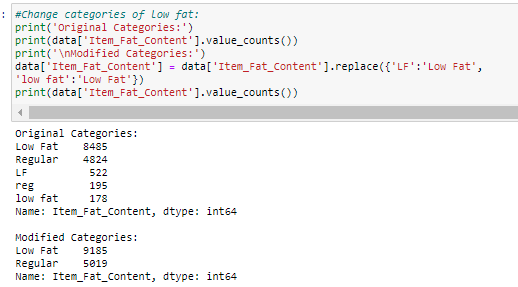 :
#Change categories of low fat:
print('Original Categories:')
print(data['Item_Fat_Content'].value_counts())
print('\nModified Categories:')
data['Item_Fat_Content'] = data['Item_Fat_Content'].replace({'LF':'Low Fat',
'low fat':'Low Fat'})
print(data['Item_Fat_Content'].value_counts())
Original Categories:
Low Fat    8485
Regular    4824
LF          522
reg         195
low fat     178
Name: Item_Fat_Content, dtype: int64

Modified Categories:
Low Fat    9185
Regular    5019
Name: Item_Fat_Content, dtype: int64